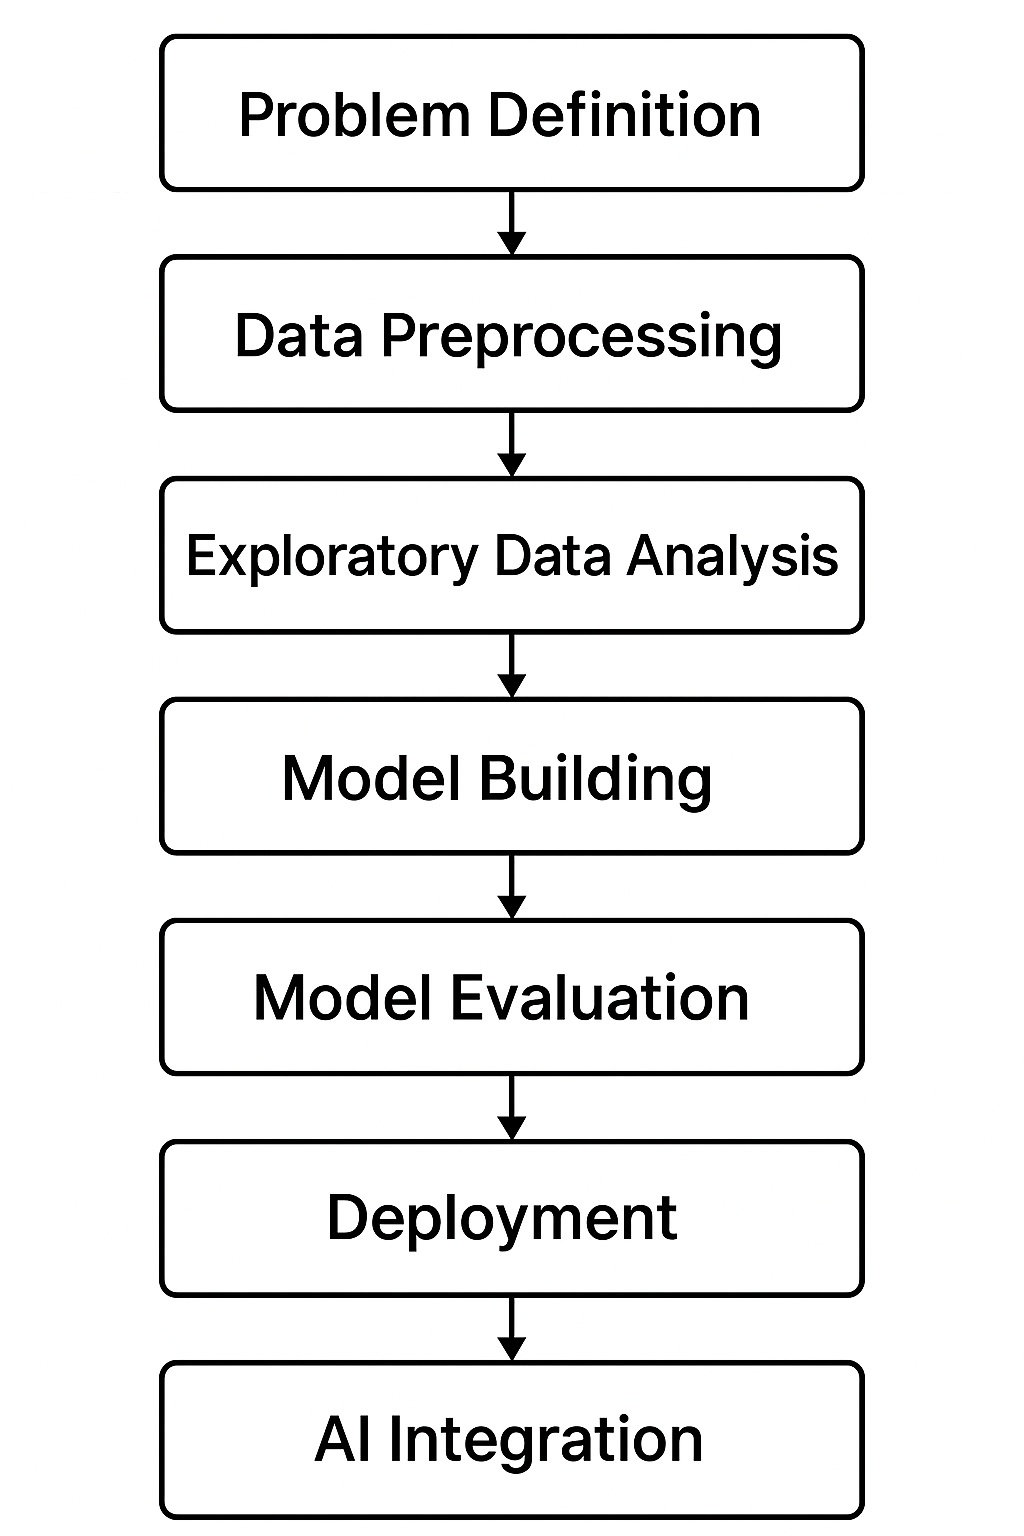 Problem Definition
Data Preprocessing
Exploratory Data Analysis
Model Building
Model Evaluation
Deployment
AI Integration